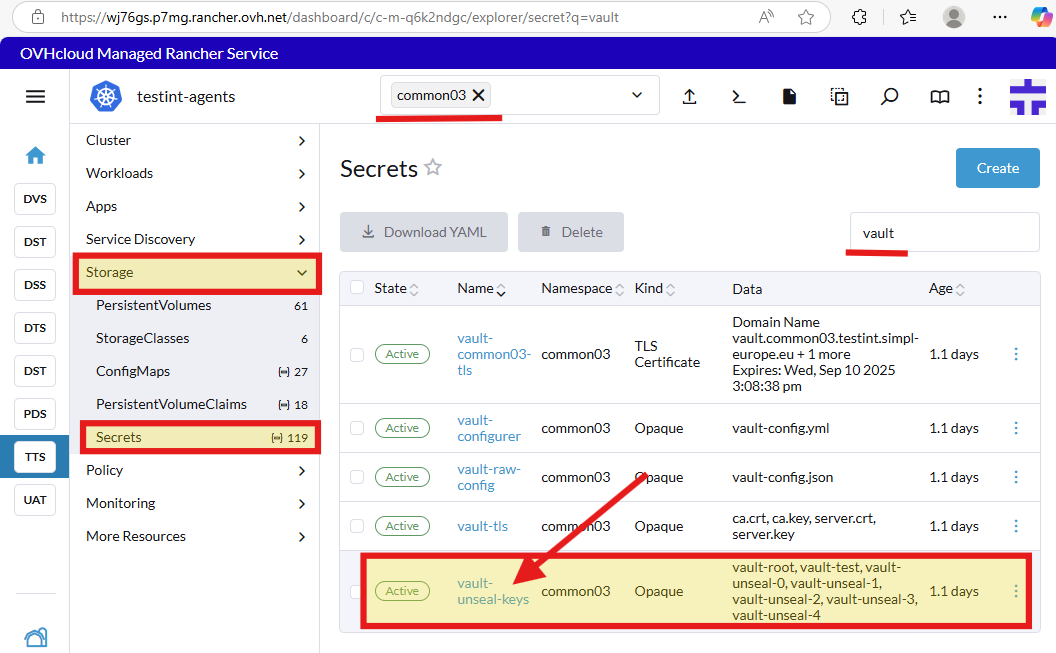 https://wj76gs.p7mg.rancher.ovh.net/dashboard/c/c-m-q6k2ndgc/explorer/secret?q=vault
OVHcloud Managed Rancher Service
testint-agents
common03
Cluster
Workloads
Apps
Service Discovery
Storage
PersistentVolumes 61
StorageClasses 6
ConfigMaps 27
PersistentVolumeClaims 18
Secrets 119
Policy
Monitoring
More Resources
DVS
DST
DSS
DTS
DST
PDS
TTS
UAT
Secrets
Create
Download YAML
Delete
vault
State Name Namespace Kind Data Age
Active
vault-
common03-
tls
common03
TLS
Certificate
Domain Name
vault.common03.testint.simpl-
europe.eu + 1 more
Expires: Wed, Sep 10 2025
3:08:38 pm
1.1 days
Active
vault-
configurer
common03
Opaque
vault-config.yml
1.1 days
Active
vault-raw-
config
common03
Opaque
vault-config.json
1.1 days
Active
vault-tls
common03
Opaque
ca.crt, ca.key, server.crt,
server.key
1.1 days
Active
vault-
unseal-keys
common03
Opaque
vault-root, vault-test, vault-
unseal-0, vault-unseal-1,
vault-unseal-2, vault-unseal-3,
vault-unseal-4
1.1 days